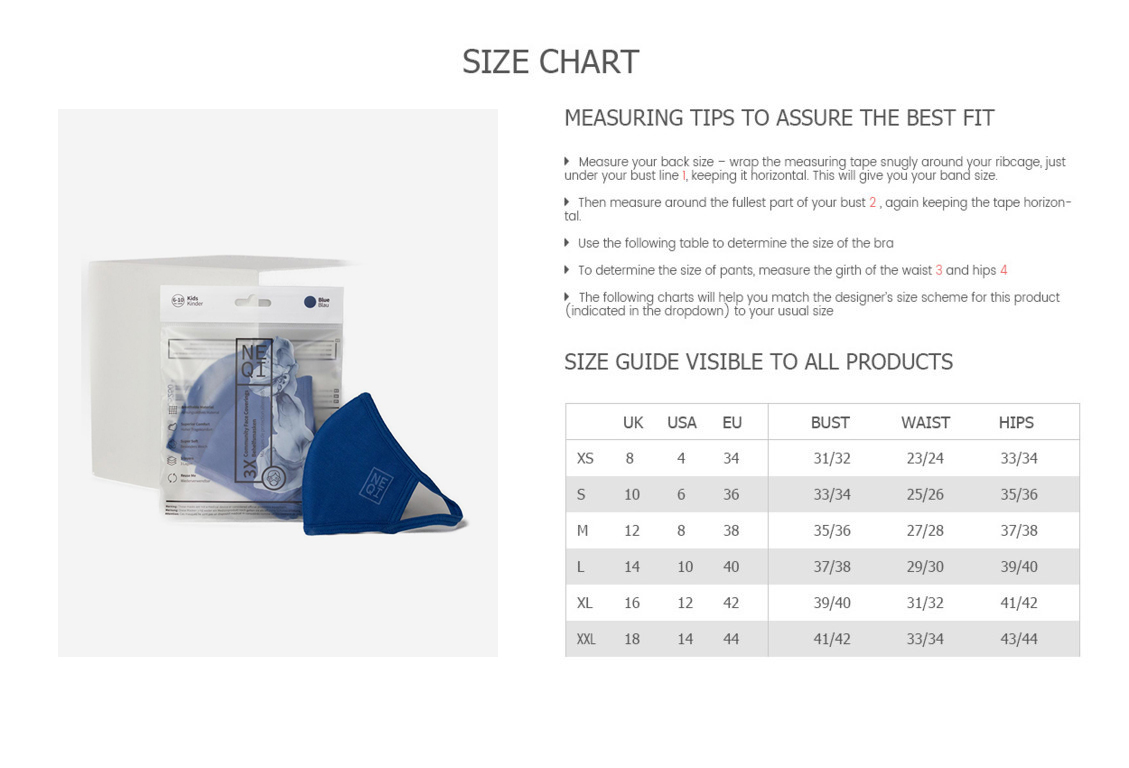 SIZE CHART
MEASURING TIPS TO ASSURE THE BEST FIT
Measure your back size – wrap the measuring tape snugly around your ribcage, just
under your bust line 1, keeping it horizontal. This will give you your band size.
Then measure around the fullest part of your bust 2 , again keeping the tape horizon-
tal.
Use the following table to determine the size of the bra
To determine the size of pants, measure the girth of the waist 3 and hips 4
The following charts will help you match the designer's size scheme for this product
(indicated in the dropdown) to your usual size
SIZE GUIDE VISIBLE TO ALL PRODUCTS
UK USA EU BUST WAIST HIPS
XS 8 4 34 31/32 23/24 33/34
S 10 6 36 33/34 25/26 35/36
M 12 8 38 35/36 27/28 37/38
L 14 10 40 37/38 29/30 39/40
XL 16 12 42 39/40 31/32 41/42
XXL 18 14 44 41/42 33/34 43/44
6-10
Kids
Kinder
Blue
Blau
NE
QI
3X
NE
QI